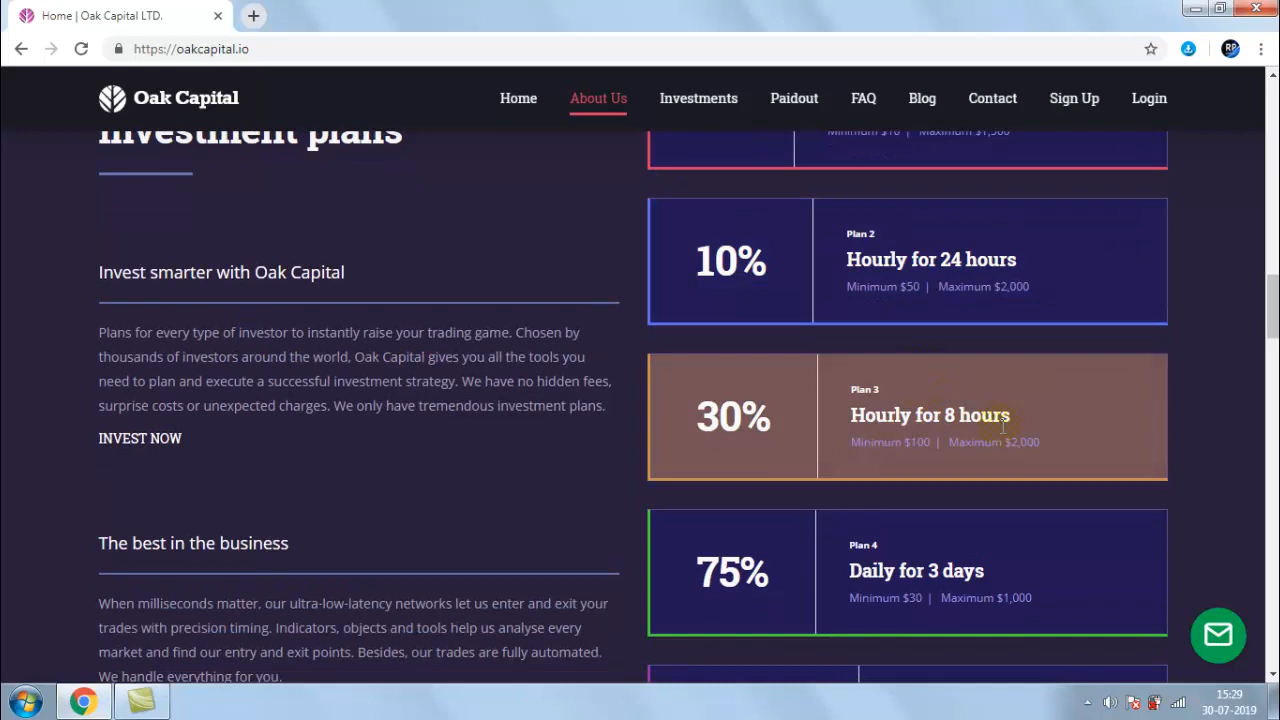 Home | Oak Capital LTD.
https://oakcapital.io
RP
Oak Capital
Home
About Us
Investments
Paidout
FAQ
Blog
Contact
Sign Up
Login
investment plans
Minimum $10 | Maximum $1,500
Invest smarter with Oak Capital
Plans for every type of investor to instantly raise your trading game. Chosen by
thousands of investors around the world, Oak Capital gives you all the tools you
need to plan and execute a successful investment strategy. We have no hidden fees,
surprise costs or unexpected charges. We only have tremendous investment plans.
INVEST NOW
The best in the business
When milliseconds matter, our ultra-low-latency networks let us enter and exit your
trades with precision timing. Indicators, objects and tools help us analyse every
market and find our entry and exit points. Besides, our trades are fully automated.
We handle everything for you.
10%
Plan 2
Hourly for 24 hours
Minimum $50 | Maximum $2,000
30%
Plan 3
Hourly for 8 hours
Minimum $100 | Maximum $2,000
75%
Plan 4
Daily for 3 days
Minimum $30 | Maximum $1,000
15:29
30-07-2019